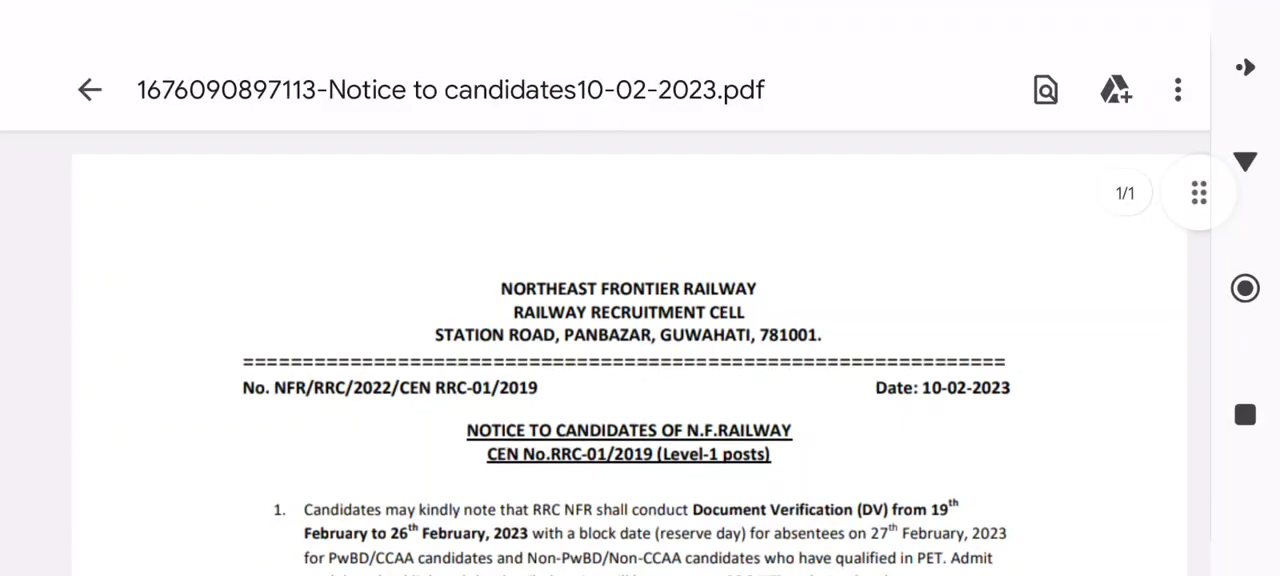 1676090897113-Notice to candidates10-02-2023.pdf
1/1
NORTHEAST FRONTIER RAILWAY
RAILWAY RECRUITMENT CELL
STATION ROAD, PANBAZAR, GUWAHATI, 781001.
================================================================
No. NFR/RRC/2022/CEN RRC-01/2019 Date: 10-02-2023
NOTICE TO CANDIDATES OF N.F.RAILWAY
CEN No.RRC-01/2019 (Level-1 posts)
1. Candidates may kindly note that RRC NFR shall conduct Document Verification (DV) from 19th
February to 26th February, 2023 with a block date (reserve day) for absentees on 27th February, 2023
for PwBD/CCAA candidates and Non-PwBD/Non-CCAA candidates who have qualified in PET. Admit